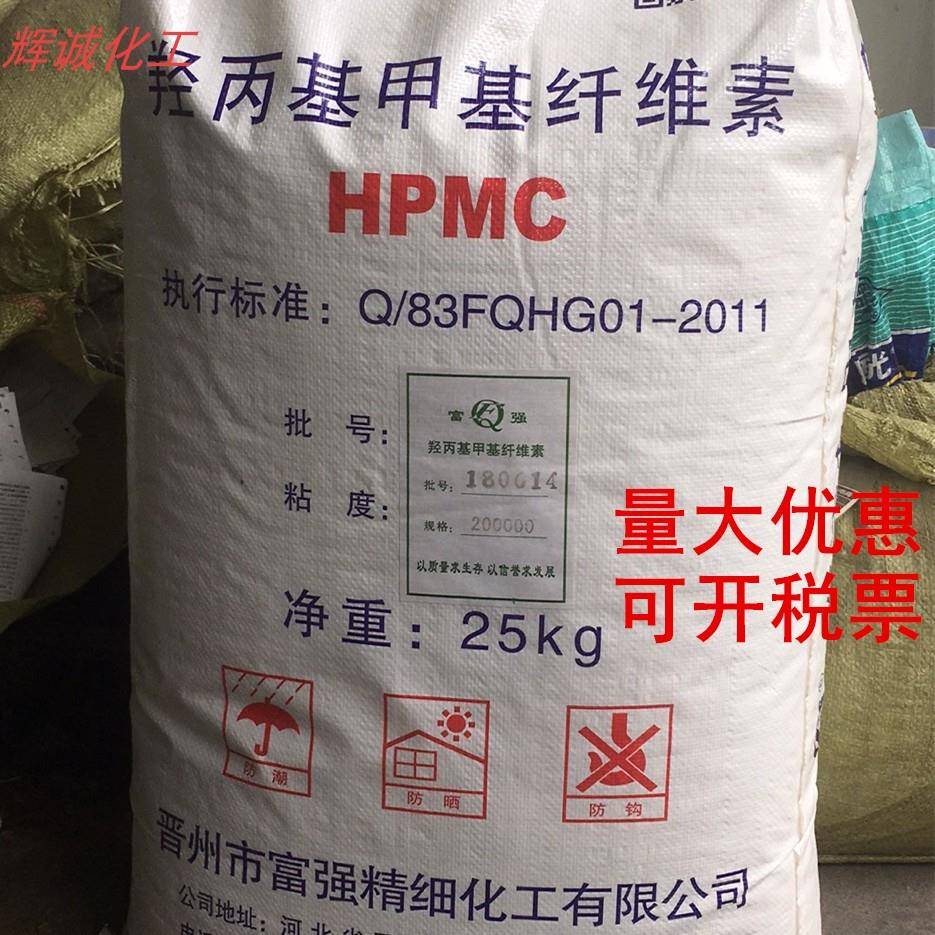 辉诚化工
羟丙基甲基纤维素
HPMC
执行标准：Q/83FQHG01-2011
批 号：
粘 度：
富 FQ 强
羟丙基甲基纤维素
批号：180614
规格：200000
以质量求生存 以信誉求发展
量大优惠
可开税票
净重：25kg
防潮
防晒
防钩
晋州市富强精细化工有限公司
公司地址：河北省